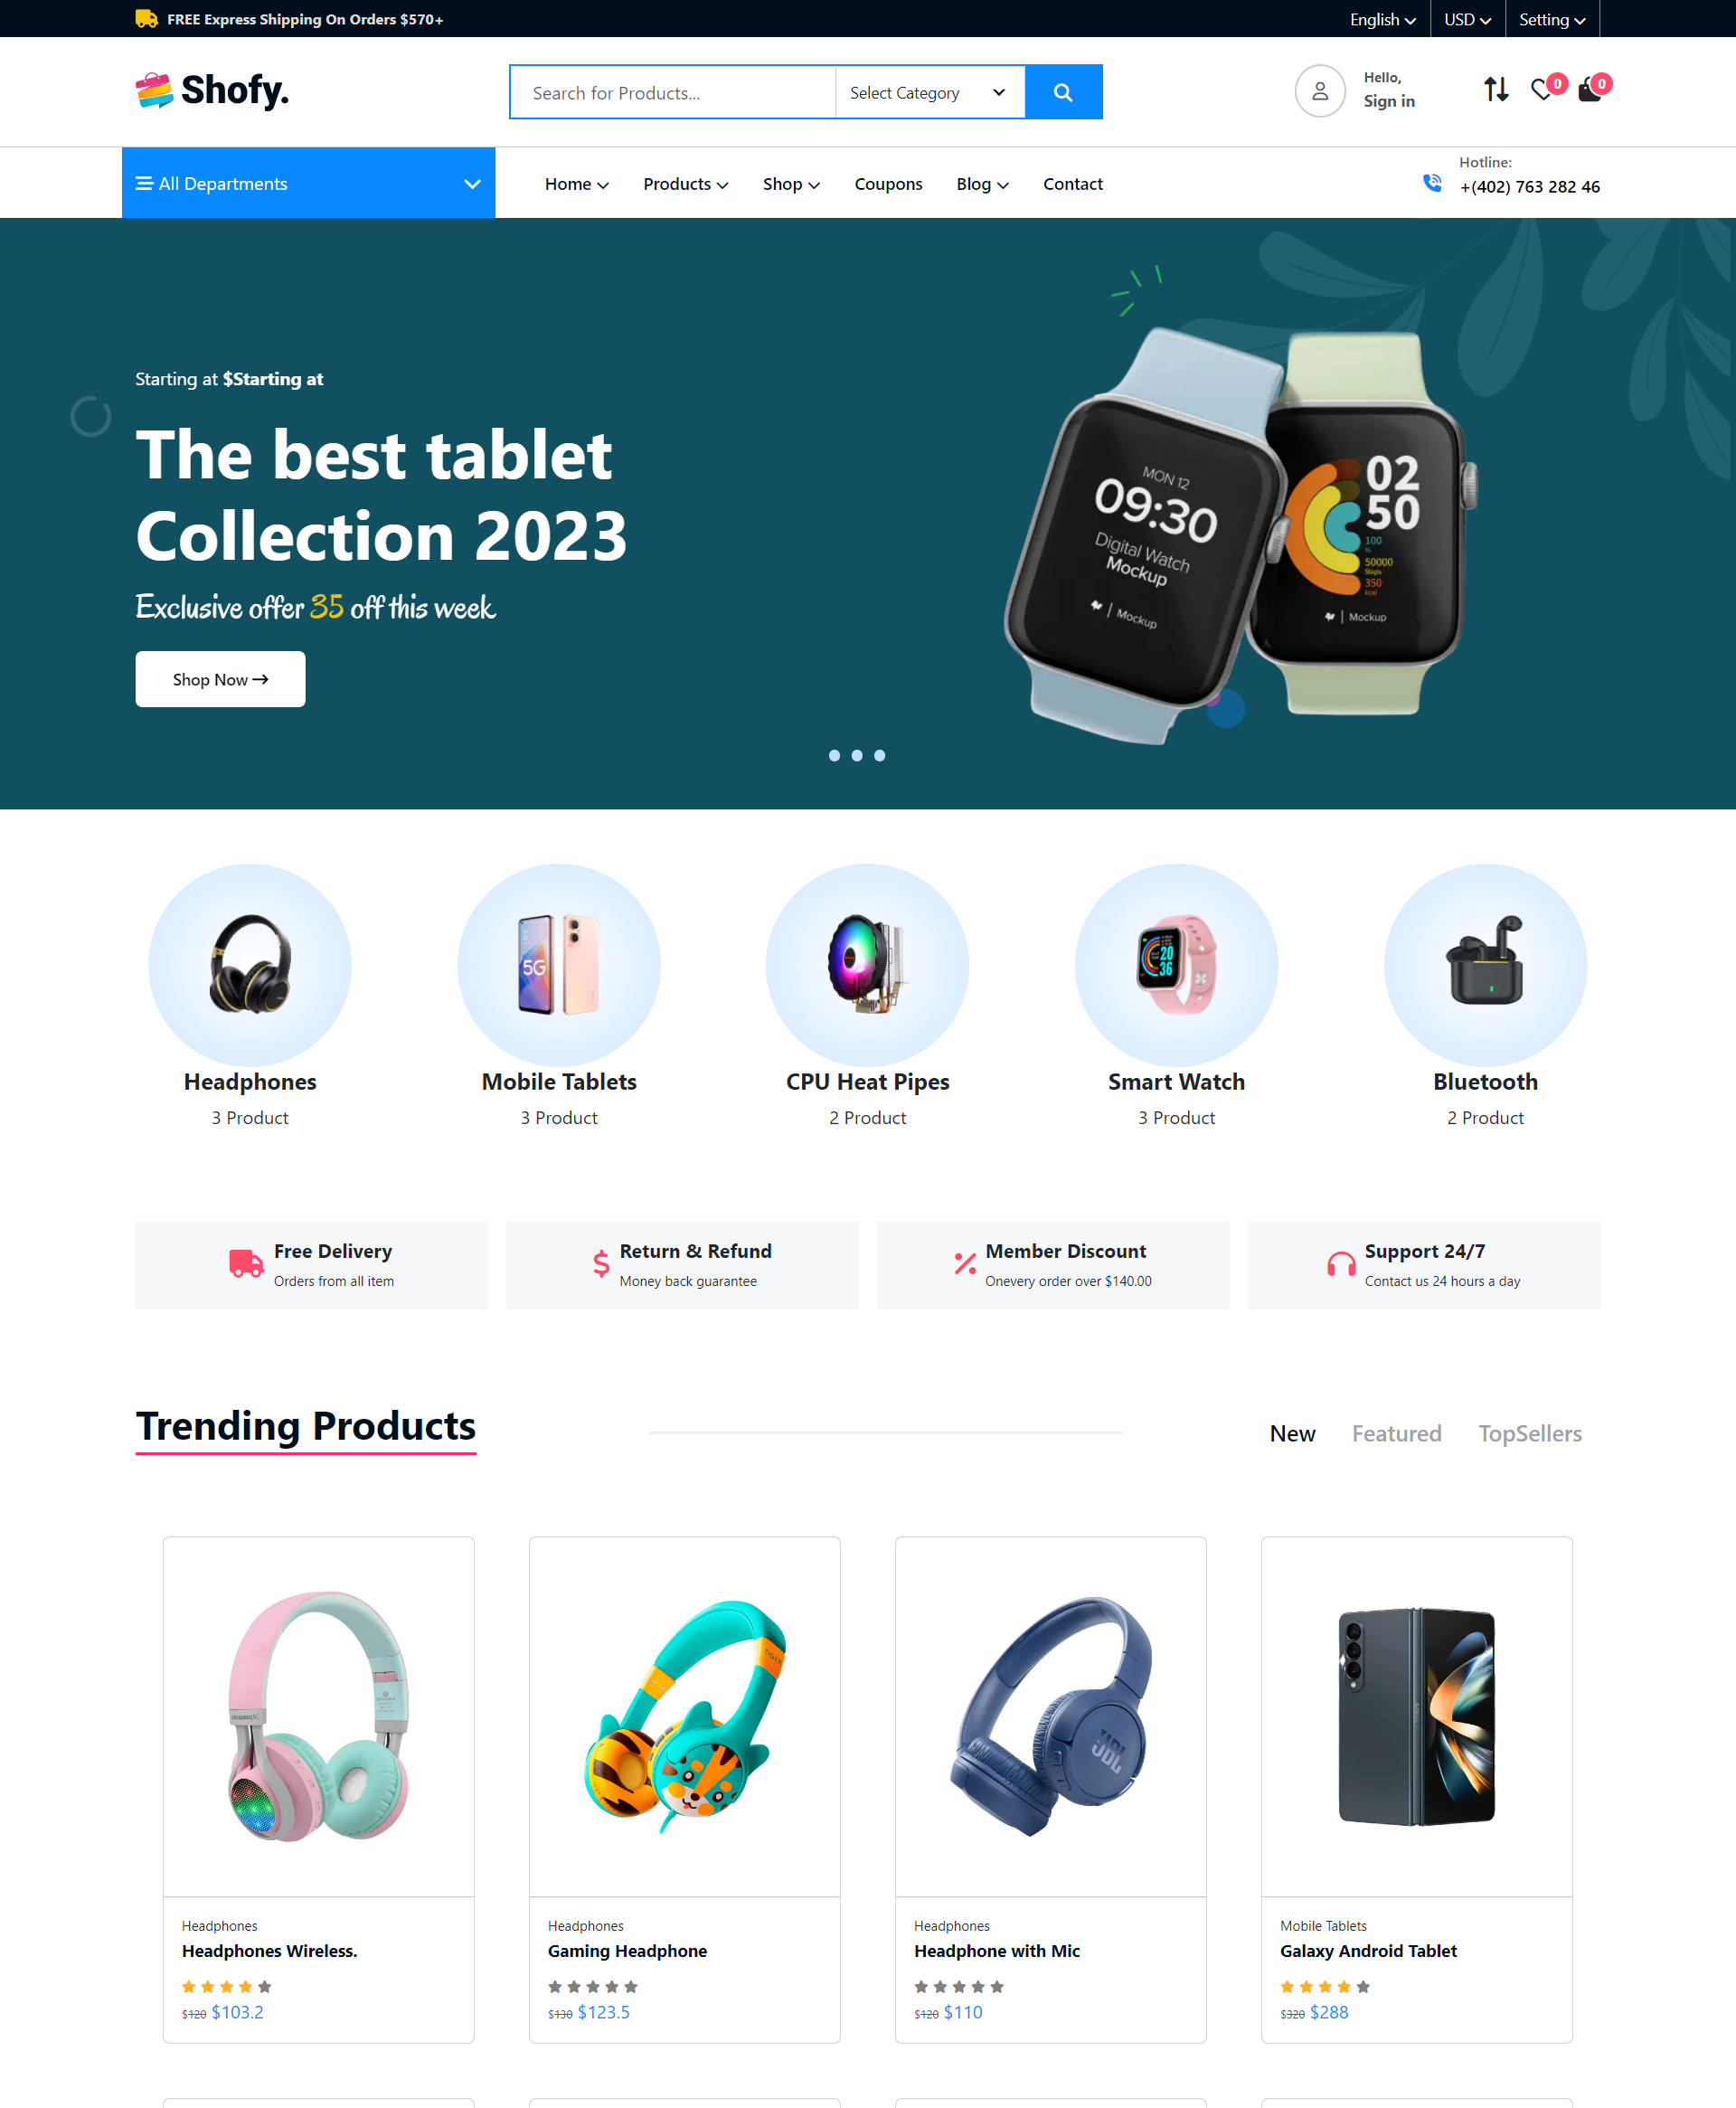 FREE Express Shipping On Orders $570+
English USD Setting
Shofy.
Search for Products...
Select Category
Hello,
Sign in
0
0
All Departments
Home Products Shop Coupons Blog Contact
Hotline:
+(402) 763 282 46
Starting at $Starting at
The best tablet
Collection 2023
Exclusive offer 35 off this week
Shop Now
MON 12
09:30
Digital Watch
Mockup
Mockup
02
50
100
%
50000
Steps
350
kcal
Mockup
5G
20
36
Headphones
3 Product
Mobile Tablets
3 Product
CPU Heat Pipes
2 Product
Smart Watch
3 Product
Bluetooth
2 Product
Free Delivery
Orders from all item
Return & Refund
Money back guarantee
Member Discount
Onevery order over $140.00
Support 24/7
Contact us 24 hours a day
Trending Products
New Featured TopSellers
TIGER
JBL
Headphones
Headphones Wireless.
$120 $103.2
Headphones
Gaming Headphone
$130 $123.5
Headphones
Headphone with Mic
$120 $110
Mobile Tablets
Galaxy Android Tablet
$320 $288